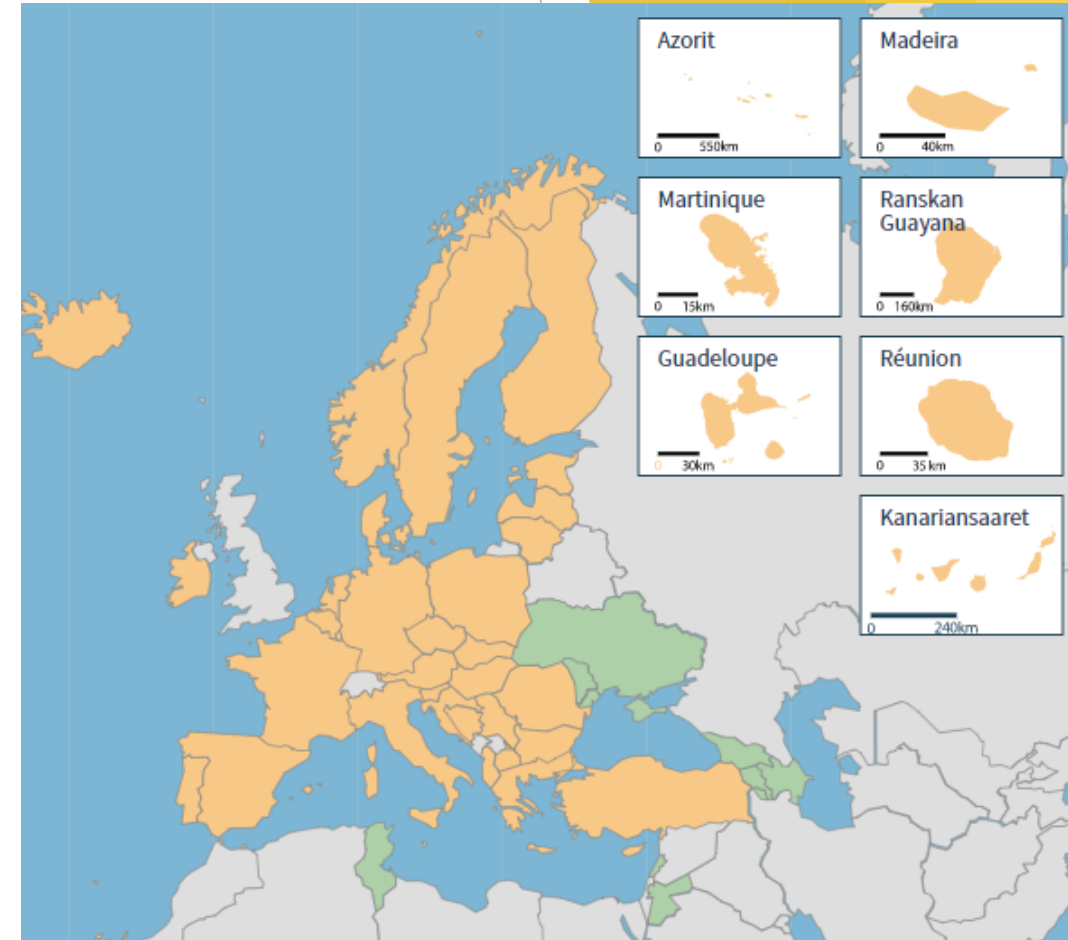 Azorit
0 550km
Madeira
0 40km
Martinique
0 15km
Ranskan
Guayana
0 160km
Guadeloupe
0 30km
Réunion
0 35 km
Kanariansaaret
0 240km